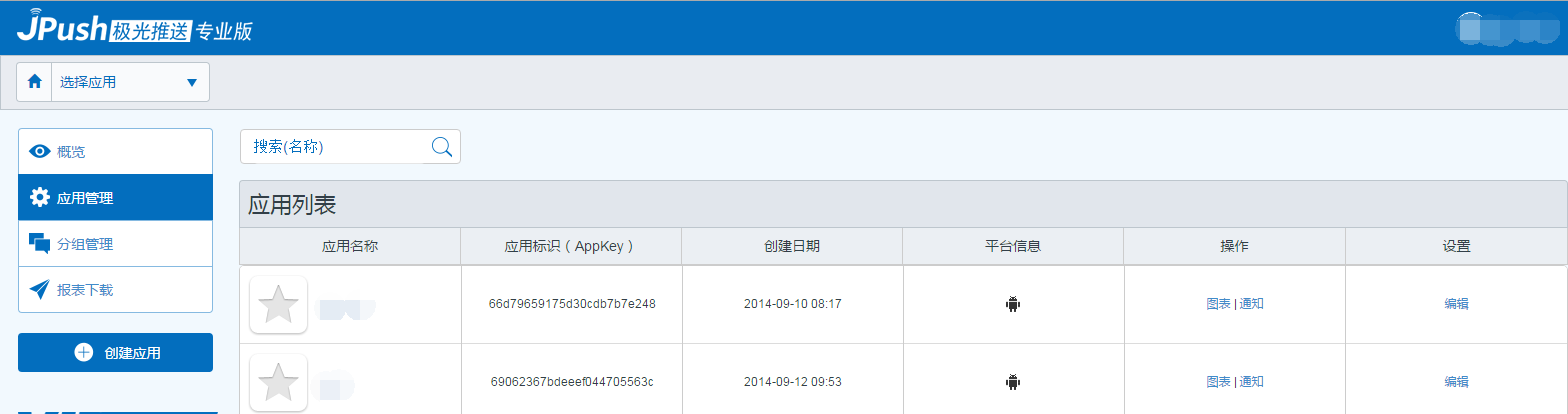 JPush极光推送 专业版
选择应用
概览
应用管理
分组管理
报表下载
创建应用
搜索(名称)
应用列表
应用名称 应用标识(AppKey) 创建日期 平台信息 操作 设置
66d79659175d30cdb7b7e248 2014-09-10 08:17 图表 | 通知 编辑
69062367bdeeef044705563c 2014-09-12 09:53 图表 | 通知 编辑